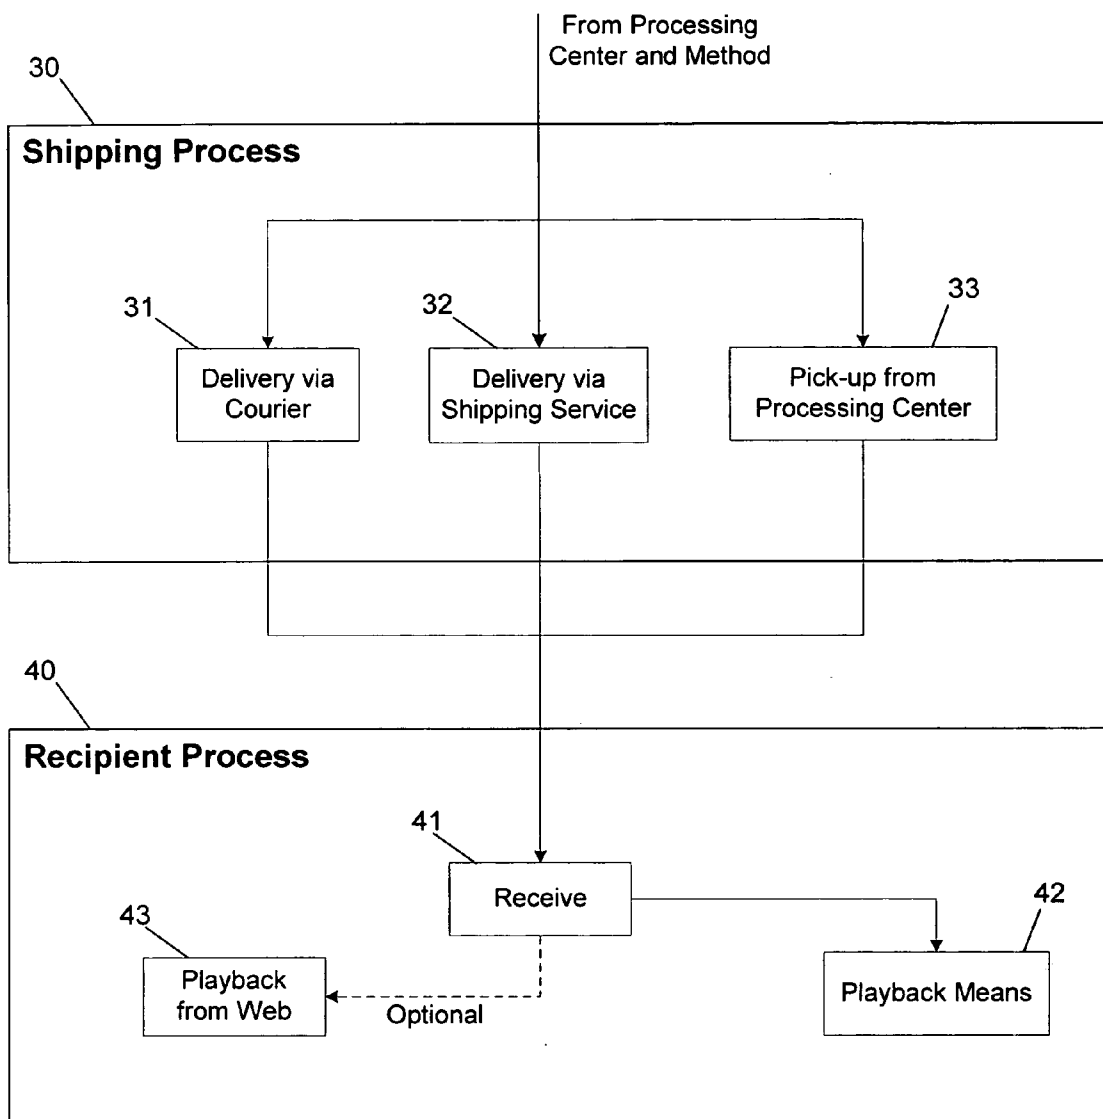 From Processing
Center and Method
30
Shipping Process
31
32
33
Delivery via
Courier
Delivery via
Shipping Service
Pick-up from
Processing Center
40
Recipient Process
41
Receive
42
43
Playback
from Web
Optional
Playback Means